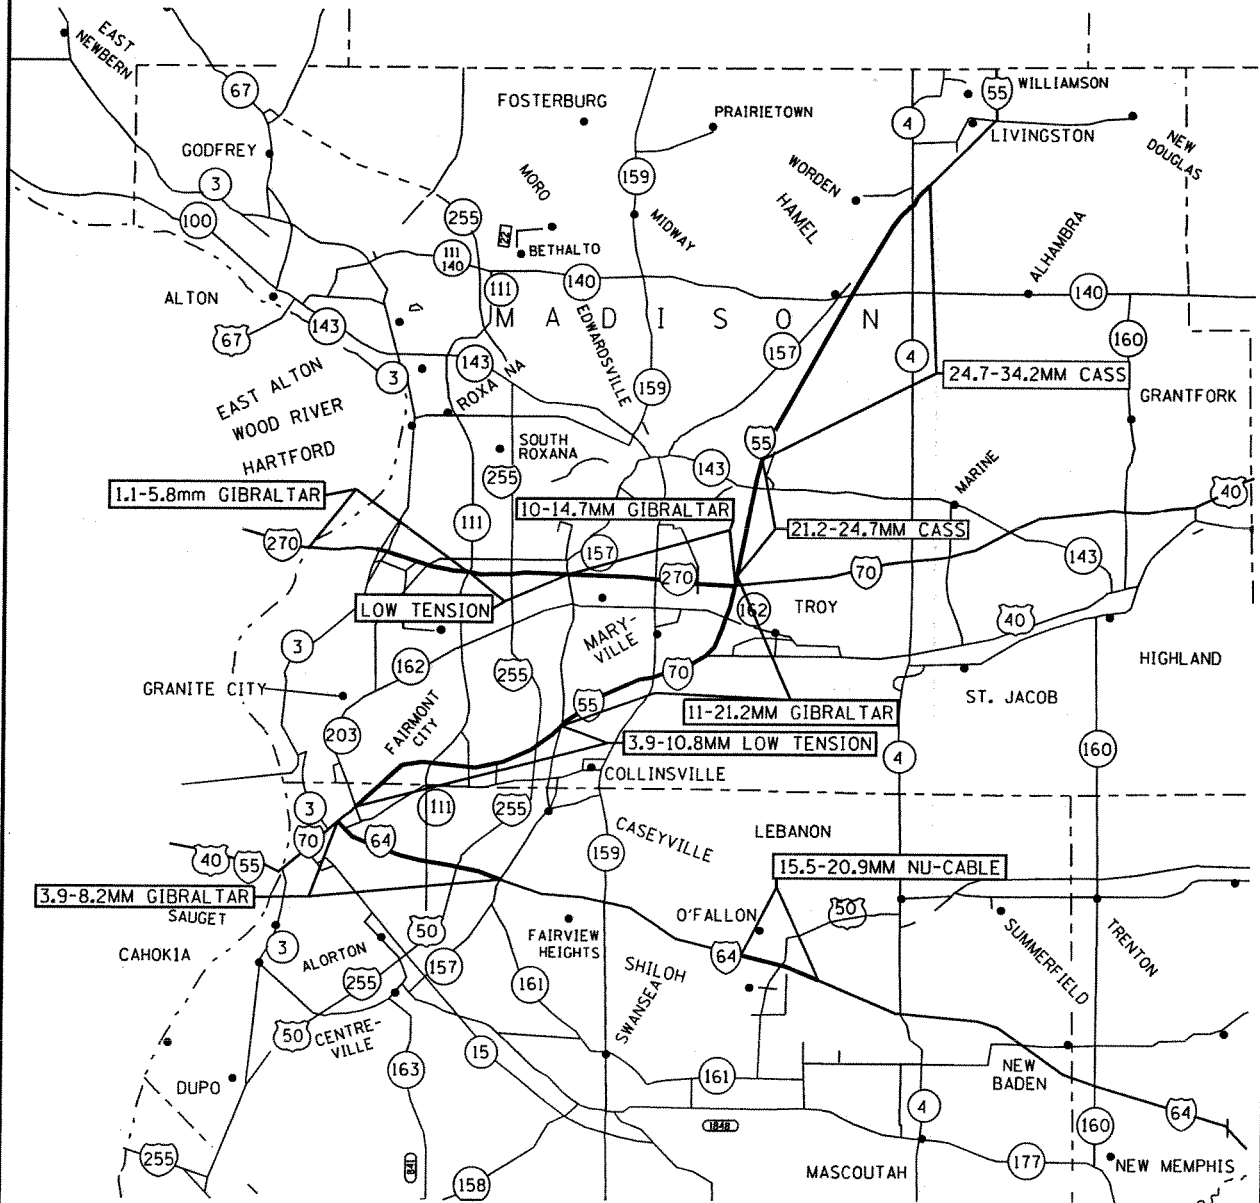 EAST
NEWBERN
67
GODFREY
3
100
FOSTERBURG
PRAIRIETOWN
55
WILLIAMSON
4
LIVINGSTON
NEW
DOUGLAS
159
WORDEN
HAMEL
MORO
MIDWAY
255
BETHALTO
111
140
111
140
ALHAMBRA
ALTON
140
67
143
M A D I S O N
EDWARDSVILLE
157
4
160
143
3
ROXANA
159
24.7-34.2MM CASS
GRANTFORK
EAST ALTON
WOOD RIVER
HARTFORD
SOUTH
ROXANA
255
55
143
MARINE
40
1.1-5.8mm GIBRALTAR
10-14.7MM GIBRALTAR
21.2-24.7MM CASS
111
270
157
270
70
143
LOW TENSION
162
TROY
40
MARY-
VILLE
3
162
255
70
HIGHLAND
GRANITE CITY
ST. JACOB
55
11-21.2MM GIBRALTAR
203
FAIRMONT
CITY
3.9-10.8MM LOW TENSION
4
160
COLLINSVILLE
3
111
255
70
64
CASEYVILLE
LEBANON
40
55
159
15.5-20.9MM NU-CABLE
3.9-8.2MM GIBRALTAR
SAUGET
O'FALLON
50
50
CAHOKIA
3
ALORTON
FAIRVIEW
HEIGHTS
64
SUMMERFIELD
TRENTON
157
255
161
SHILOH
SWANSEA
50
CENTRE-
VILLE
15
DUPO
163
161
NEW
BADEN
4
64
160
255
158
MASCOUTAH
177
NEW MEMPHIS